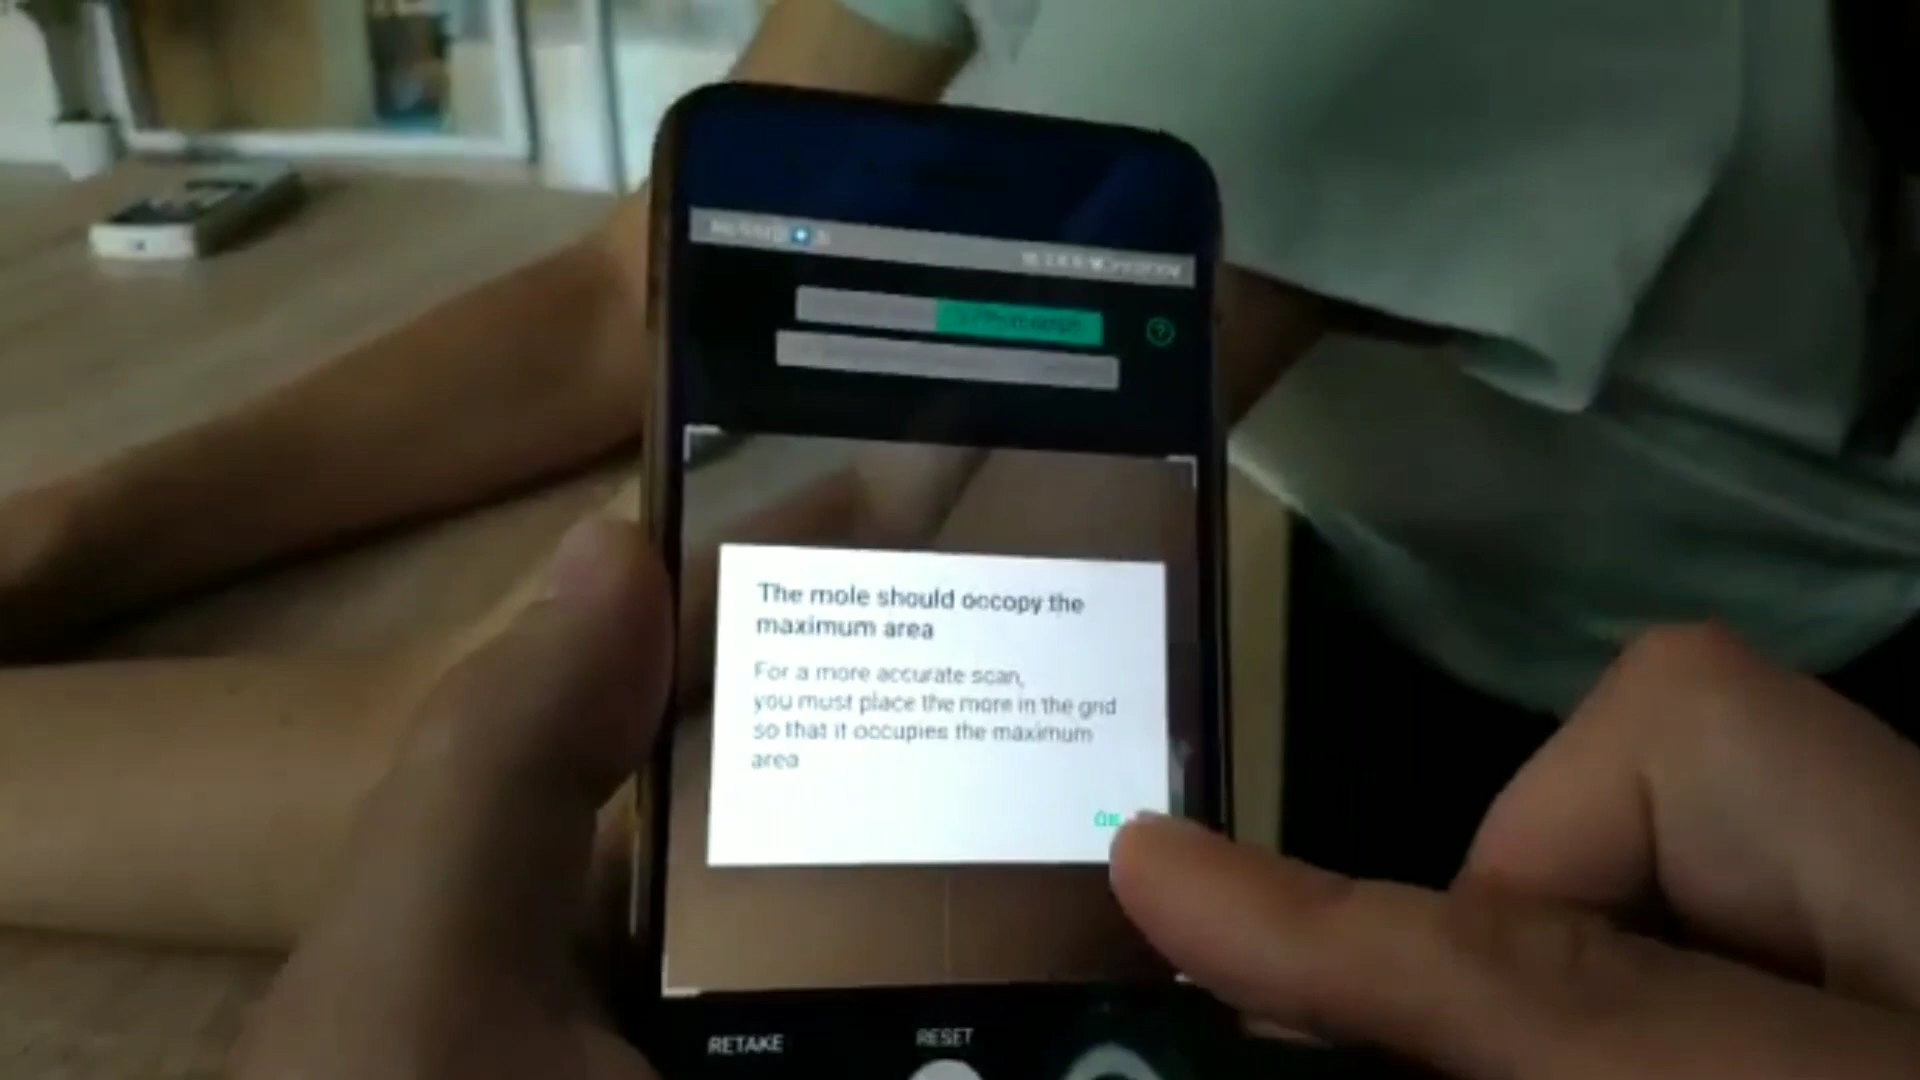 The mole should occopy the
maximum area
For a more accurate scan,
you must place the more in the grid
so that it occupies the maximum
area
OK
RETAKE
RESET